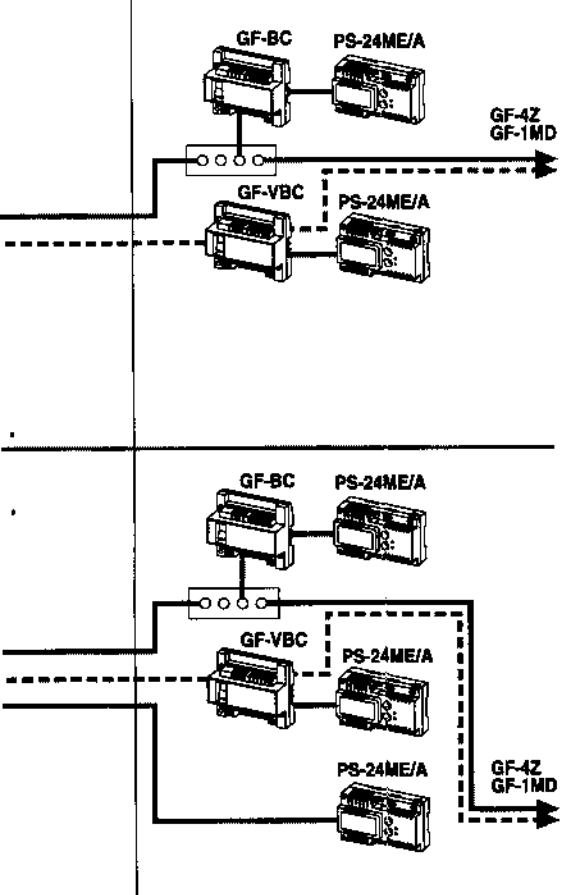 GF-BC PS-24ME/A
GF-4Z
GF-1MD
GF-VBC PS-24ME/A
GF-BC PS-24ME/A
GF-VBC PS-24ME/A
PS-24ME/A GF-4Z
GF-1MD